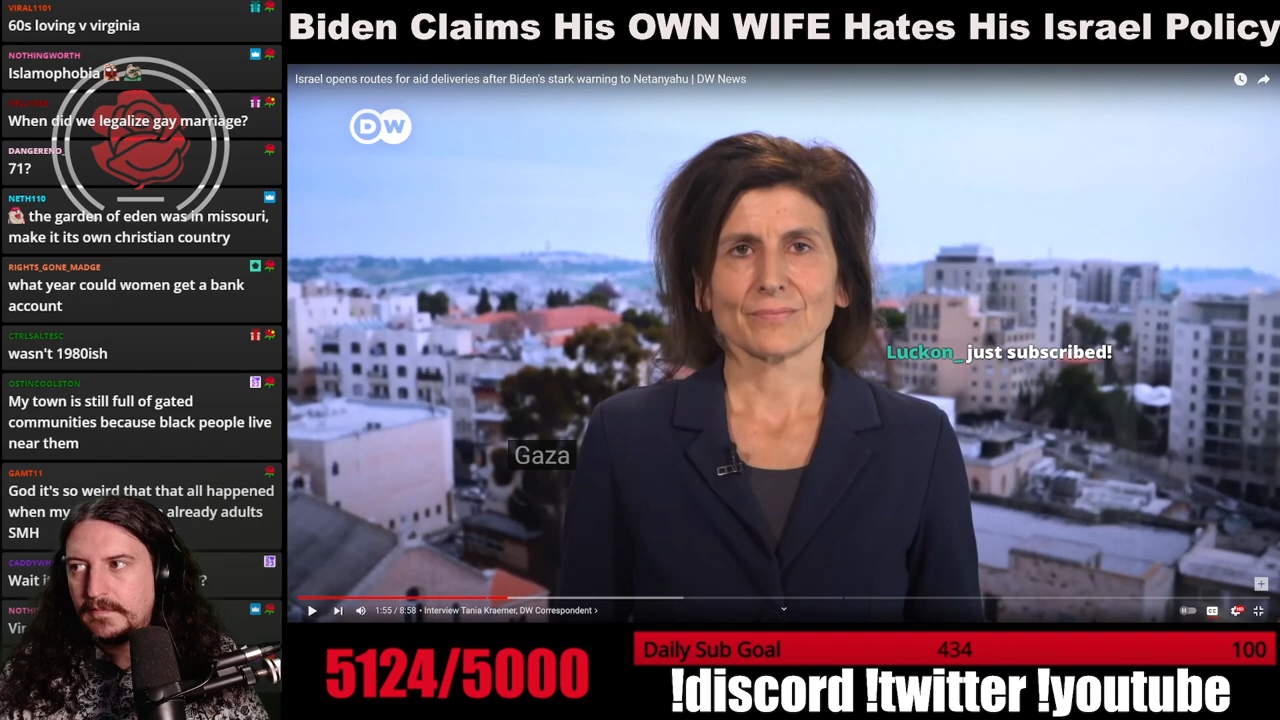 Biden Claims His OWN WIFE Hates His Israel Policy
VIRAL1101
60s loving v virginia
NOTHINGWORTH
Islamophobia
When did we legalize gay marriage?
DANGEREND_
71?
NETH110
the garden of eden was in missouri,
make it its own christian country
RIGHTS_GONE_MADGE
what year could women get a bank
account
CTRLSALTESC
wasn't 1980ish
OSTINCOOLSTON
My town is still full of gated
communities because black people live
near them
GAMT11
God it's so weird that that all happened
when my already adults
SMH
Wait
?
Israel opens routes for aid deliveries after Biden's stark warning to Netanyahu | DW News
DW
Luckon_ just subscribed!
Gaza
1:55 / 8:58 • Interview Tania Kraemer, DW Correspondent >
CC
HD
5124/5000
Daily Sub Goal 434 100
!discord !twitter !youtube